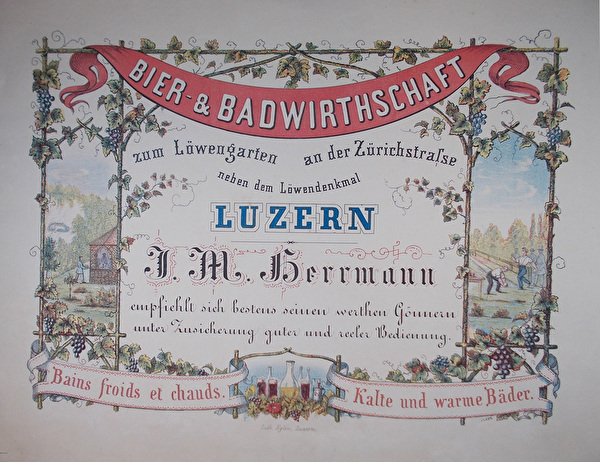 BIER- & BADWIRTHSCHAFT
zum Löwengarten an der Zürichstraſse
neben dem Löwendenkmal
LUZERN
J. M. Herrmann
empfiehlt sich bestens seinen werthen Gönnern
unter Zusicherung guter und reeler Bedienung.
Bains froids et chauds.
Kalte und warme Bäder.